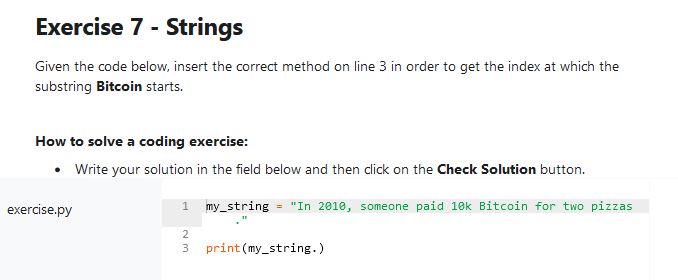 Exercise 7 - Strings
Given the code below, insert the correct method on line 3 in order to get the index at which the
substring Bitcoin starts.
How to solve a coding exercise:
• Write your solution in the field below and then click on the Check Solution button.
exercise.py
1 my_string = "In 2010, someone paid 10k Bitcoin for two pizzas
."
2
3 print(my_string.)